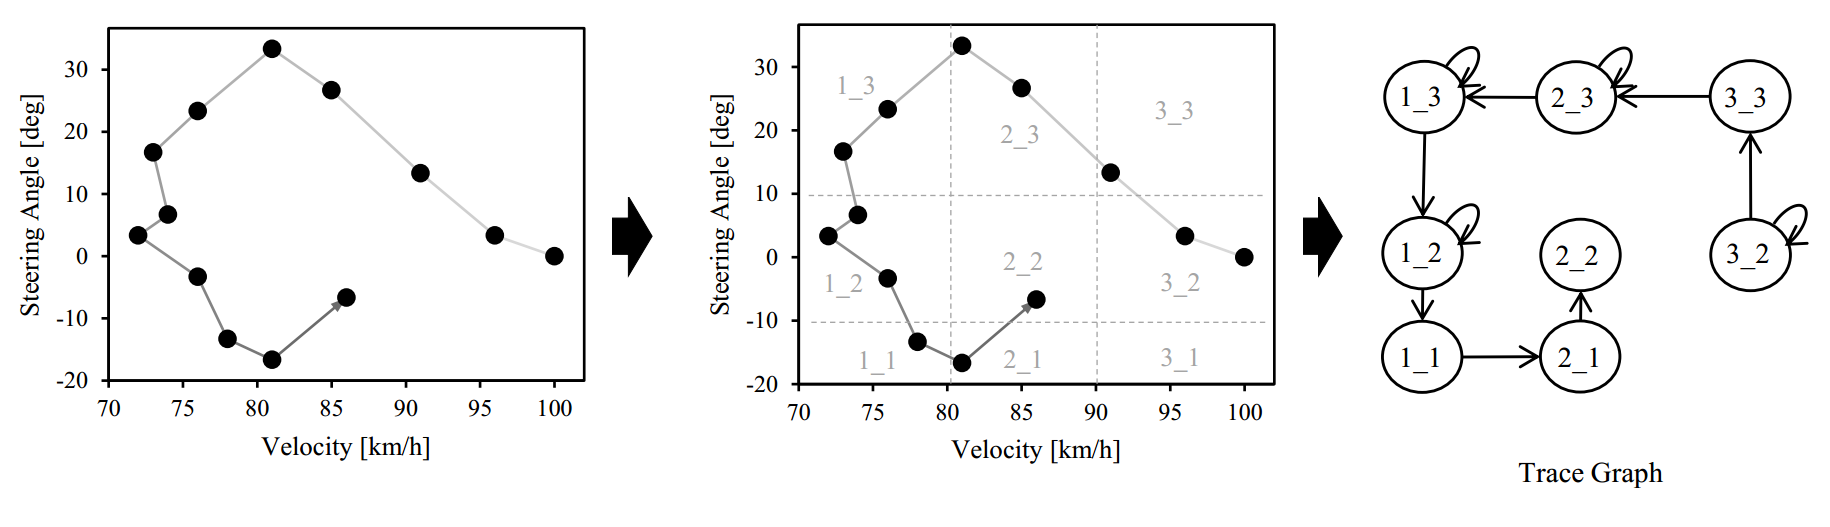 Steering Angle [deg]
30
20
10
0
-10
-20
70 75 80 85 90 95 100
Velocity [km/h]
Steering Angle [deg]
30
20
10
0
-10
-20
1_3
2_3
3_3
1_2
2_2
3_2
1_1
2_1
3_1
70 75 80 85 90 95 100
Velocity [km/h]
1_3 2_3 3_3
1_2 2_2 3_2
1_1 2_1
Trace Graph